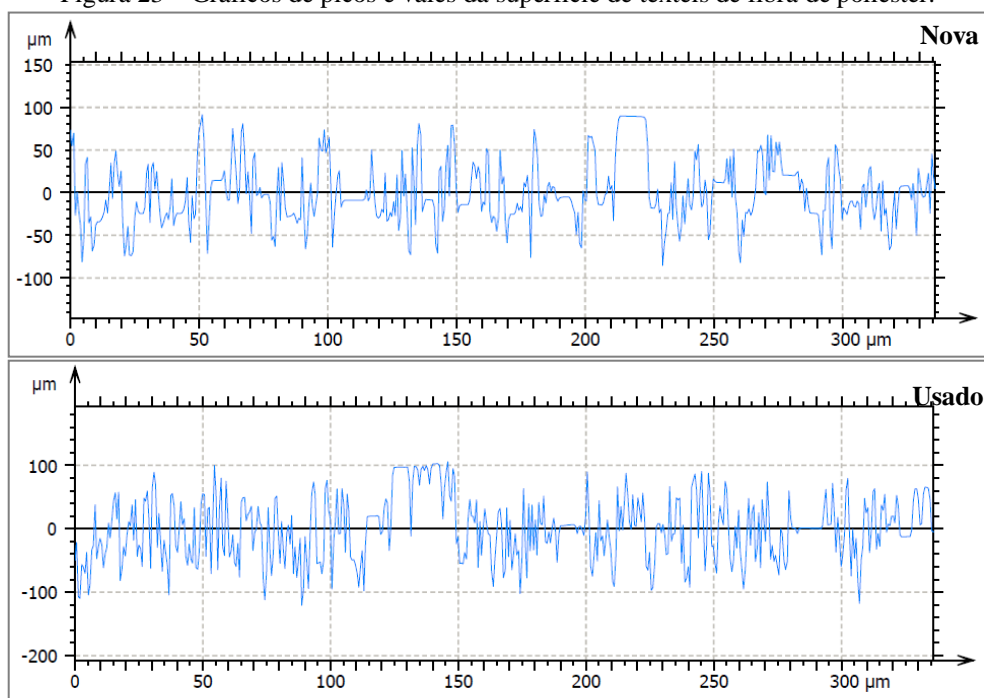 Figura 23 – Gráficos de picos e vales da superfície de têxteis de fibra de poliéster.
µm
Nova
150
100
50
0
-50
-100
0 50 100 150 200 250 300 µm
µm
Usado
100
0
-100
-200
0 50 100 150 200 250 300 µm